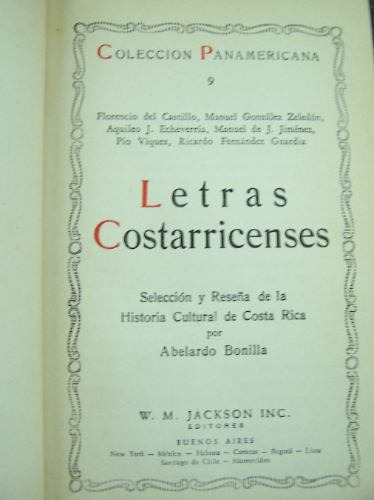 COLECCION PANAMERICANA
9
Florencio del Castillo, Manuel González Zeledón,
Aquileo J. Echeverría, Manuel de J. Jiménez,
Pío Víquez, Ricardo Fernández Guardia
Letras
Costarricenses
Selección y Reseña de la
Historia Cultural de Costa Rica
por
Abelardo Bonilla
W. M. JACKSON INC.
EDITORES
BUENOS AIRES
New York — México — Habana — Caracas — Bogotá — Lima
Santiago de Chile — Montevideo